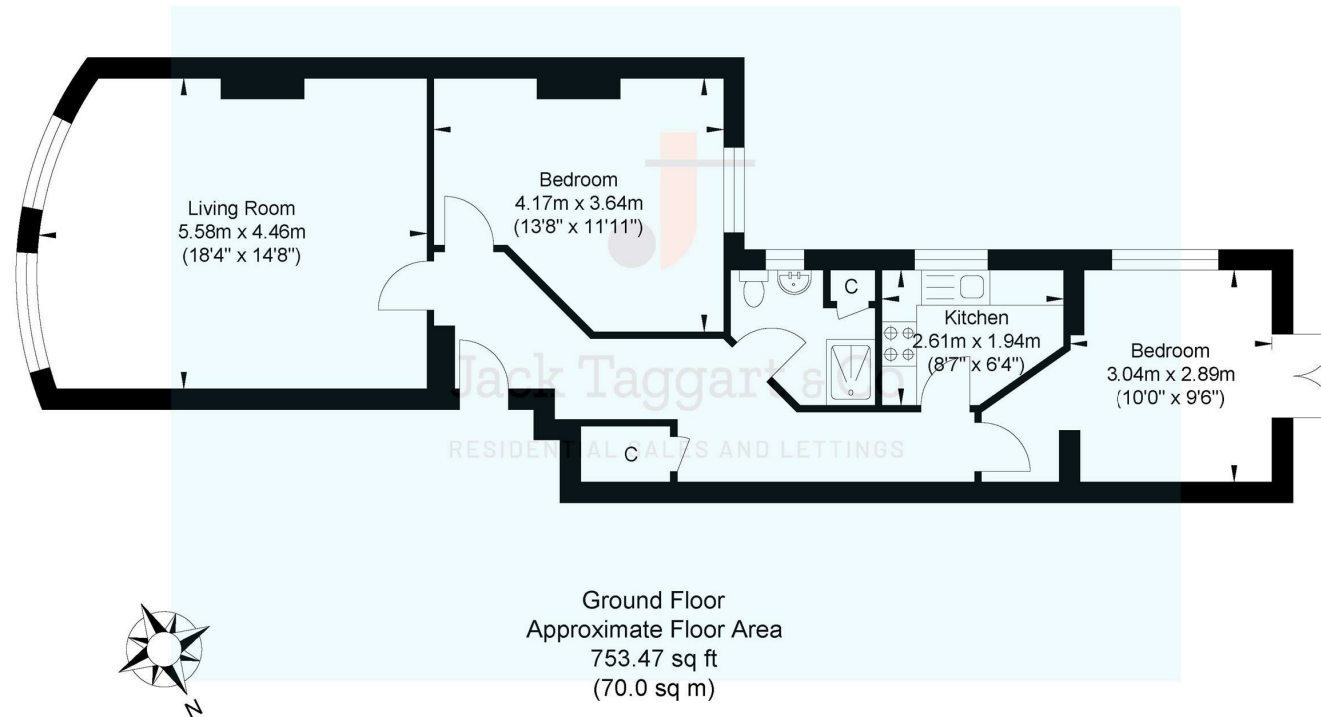 Living Room
5.58m x 4.46m
(18'4" x 14'8")
Bedroom
4.17m x 3.64m
(13'8" x 11'11")
C
Kitchen
2.61m x 1.94m
(8'7" x 6'4")
Bedroom
3.04m x 2.89m
(10'0" x 9'6")
Jack Taggart & Co
RESIDENTIAL SALES AND LETTINGS
C
Ground Floor
Approximate Floor Area
753.47 sq ft
(70.0 sq m)
N